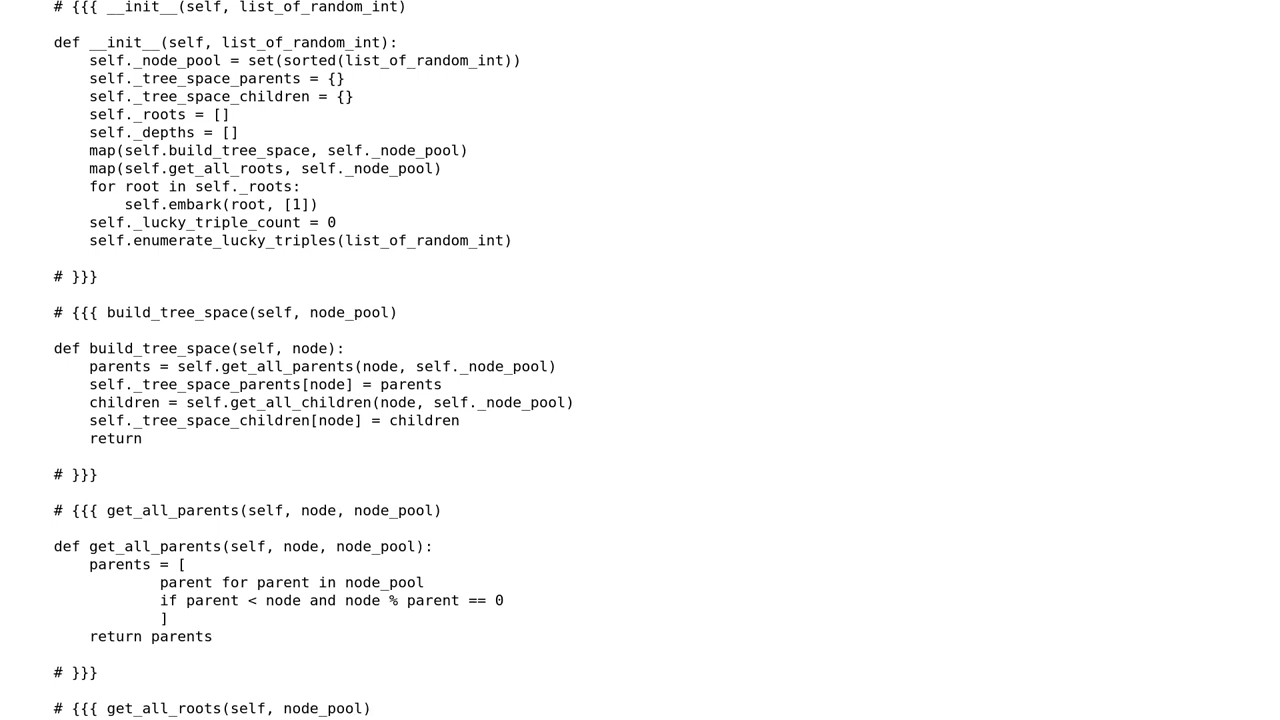 # {{{ __init__(self, list_of_random_int)
def __init__(self, list_of_random_int):
    self._node_pool = set(sorted(list_of_random_int))
    self._tree_space_parents = {}
    self._tree_space_children = {}
    self._roots = []
    self._depths = []
    map(self.build_tree_space, self._node_pool)
    map(self.get_all_roots, self._node_pool)
    for root in self._roots:
        self.embark(root, [1])
    self._lucky_triple_count = 0
    self.enumerate_lucky_triples(list_of_random_int)
# }}}
# {{{ build_tree_space(self, node_pool)
def build_tree_space(self, node):
    parents = self.get_all_parents(node, self._node_pool)
    self._tree_space_parents[node] = parents
    children = self.get_all_children(node, self._node_pool)
    self._tree_space_children[node] = children
    return
# }}}
# {{{ get_all_parents(self, node, node_pool)
def get_all_parents(self, node, node_pool):
    parents = [
            parent for parent in node_pool
            if parent < node and node % parent == 0
            ]
    return parents
# }}}
# {{{ get_all_roots(self, node_pool)